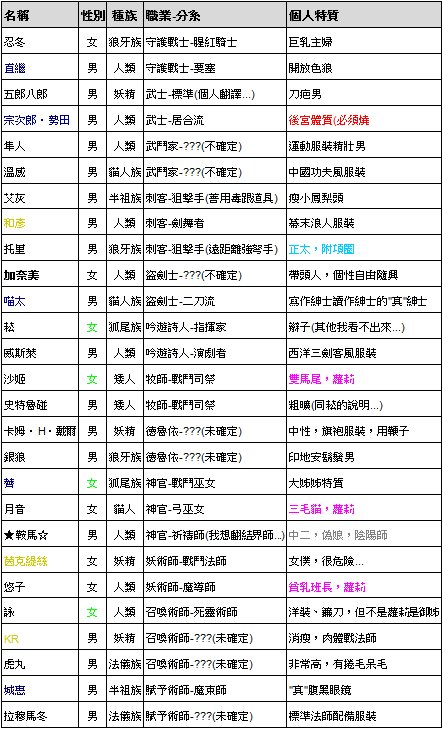 名稱 性別 種族 職業-分系 個人特質
忍冬 女 狼牙族 守護戰士-腥紅騎士 巨乳主婦
直繼 男 人類 守護戰士-要塞 開放色狼
五郎八郎 男 妖精 武士-標準(個人翻譯...) 刀疤男
宗次郎・勢田 男 人類 武士-居合流 後宮體質(必須燒
隼人 男 人類 武鬥家-???(不確定) 運動服裝精壯男
溫威 男 貓人族 武鬥家-???(不確定) 中國功夫風服裝
艾灰 男 半祖族 刺客-狙擊手(善用毒跟道具) 瘦小鳳梨頭
和彥 男 人類 刺客-劍舞者 幕末浪人服裝
托里 男 狼牙族 刺客-狙擊手(遠距離強弩手) 正太，附項圈
加奈美 女 人類 盜劍士-???(不確定) 帶頭人，個性自由隨興
喵太 男 貓人族 盜劍士-二刀流 寫作紳士讀作紳士的"真"紳士
菘 女 狐尾族 吟遊詩人-指揮家 辮子(其他我看不出來...)
威斯焚 男 人類 吟遊詩人-演劇者 西洋三劍客風服裝
沙姬 女 矮人 牧師-戰鬥司祭 雙馬尾，蘿莉
史特魯碰 男 矮人 牧師-戰鬥司祭 粗曠(同菘的說明...)
卡姆・H・戴爾 男 妖精 德魯依-???(未確定) 中性，旗袍服裝，用鞭子
銀狼 男 狼牙族 德魯依-???(未確定) 印地安鬍鬚男
 女 狐尾族 神官-戰鬥巫女 大姊姊特質
月音 女 貓人 神官-弓巫女 三毛貓，蘿莉
★鞍馬☆ 男 人類 神官-祈禱師(我想翻結界師...) 中二，偽娘，陰陽師
茵克緹絲 女 妖精 妖術師-戰鬥法師 女僕，很危險...
悠子 女 人類 妖術師-魔導師 貧乳班長，蘿莉
詠 女 人類 召喚術師-死靈術師 洋裝、鐮刀，但不是蘿莉是御姊
KR 男 妖精 召喚術師-???(未確定) 消瘦，肉體戰法師
虎丸 男 法儀族 召喚術師-???(未確定) 非常高，有捲毛呆毛
城惠 男 半祖族 賦予術師-魔束師 "真"腹黑眼鏡
拉穆馬冬 男 法儀族 賦予術師-???(未確定) 標準法師配備服裝